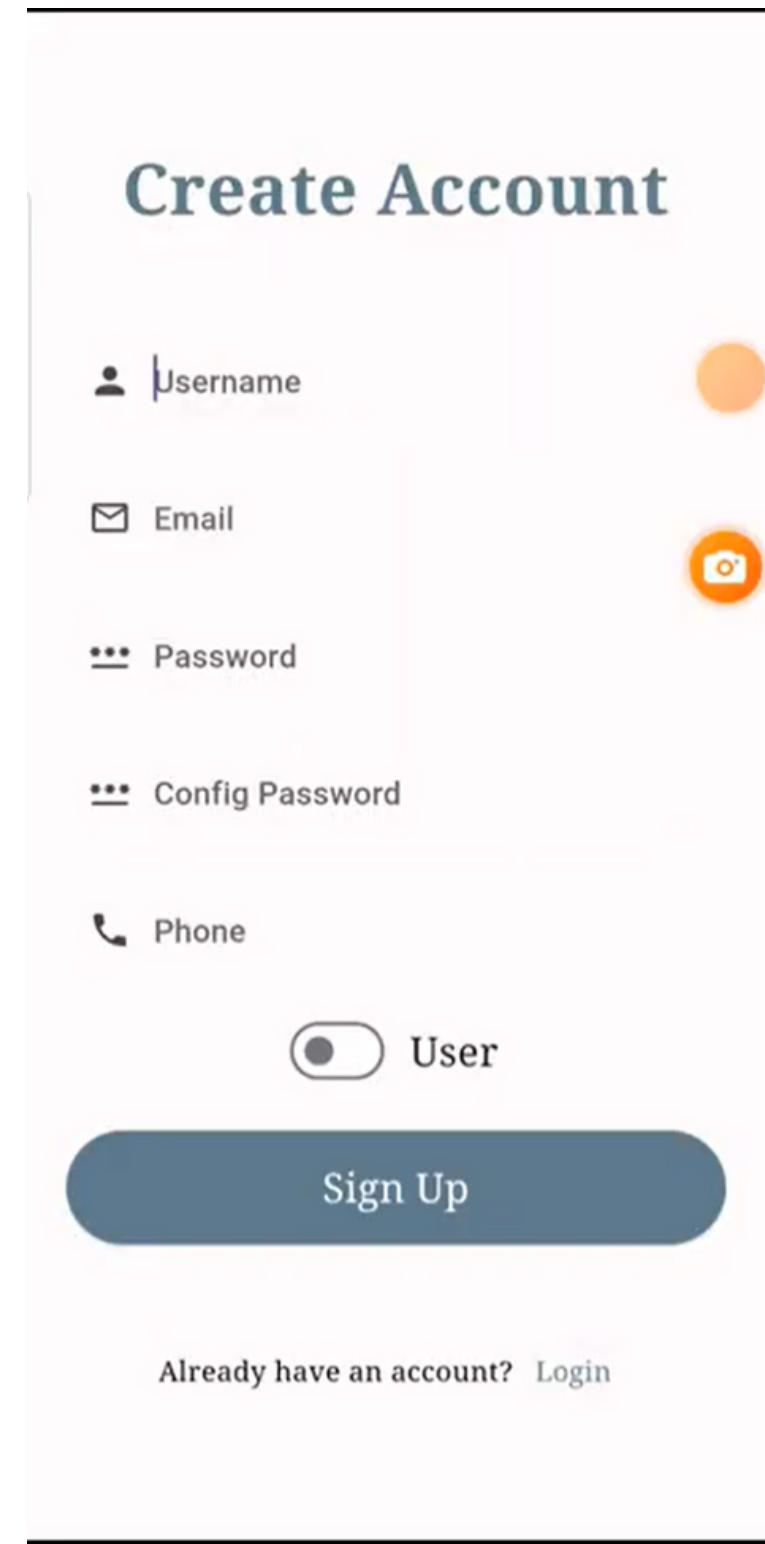 Create Account
Username
Email
Password
Config Password
Phone
User
Sign Up
Already have an account? Login